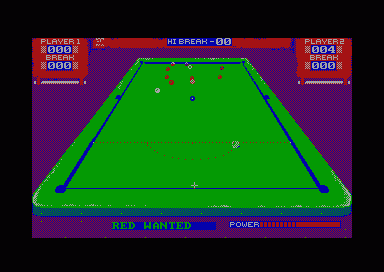 PLAYER 1
000
BREAK
000
HI BREAK - 00
PLAYER 2
004
BREAK
000
RED WANTED
POWER